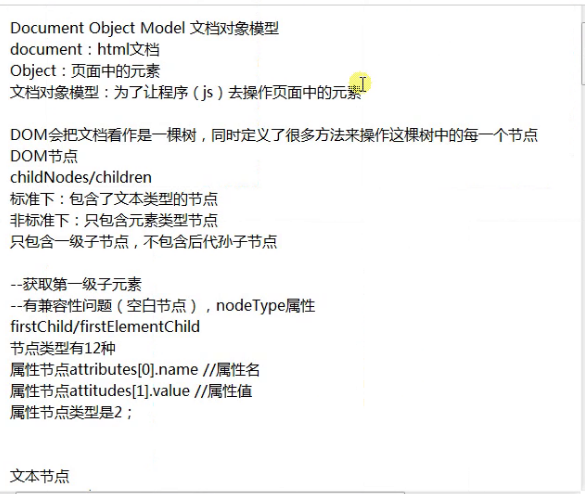 Document Object Model 文档对象模型
document：html文档
Object：页面中的元素
文档对象模型：为了让程序（js）去操作页面中的元素
DOM会把文档看作是一棵树，同时定义了很多方法来操作这棵树中的每一个节点
DOM节点
childNodes/children
标准下：包含了文本类型的节点
非标准下：只包含元素类型节点
只包含一级子节点，不包含后代孙子节点
--获取第一级子元素
--有兼容性问题（空白节点），nodeType属性
firstChild/firstElementChild
节点类型有12种
属性节点attributes[0].name //属性名
属性节点attitudes[1].value //属性值
属性节点类型是2；
文本节点